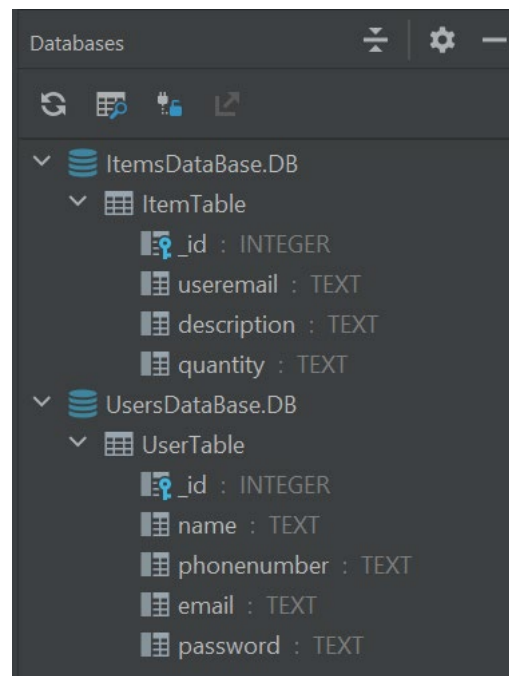 Databases
ItemsDataBase.DB
ItemTable
_id : INTEGER
useremail : TEXT
description : TEXT
quantity : TEXT
UsersDataBase.DB
UserTable
_id : INTEGER
name : TEXT
phonenumber : TEXT
email : TEXT
password : TEXT